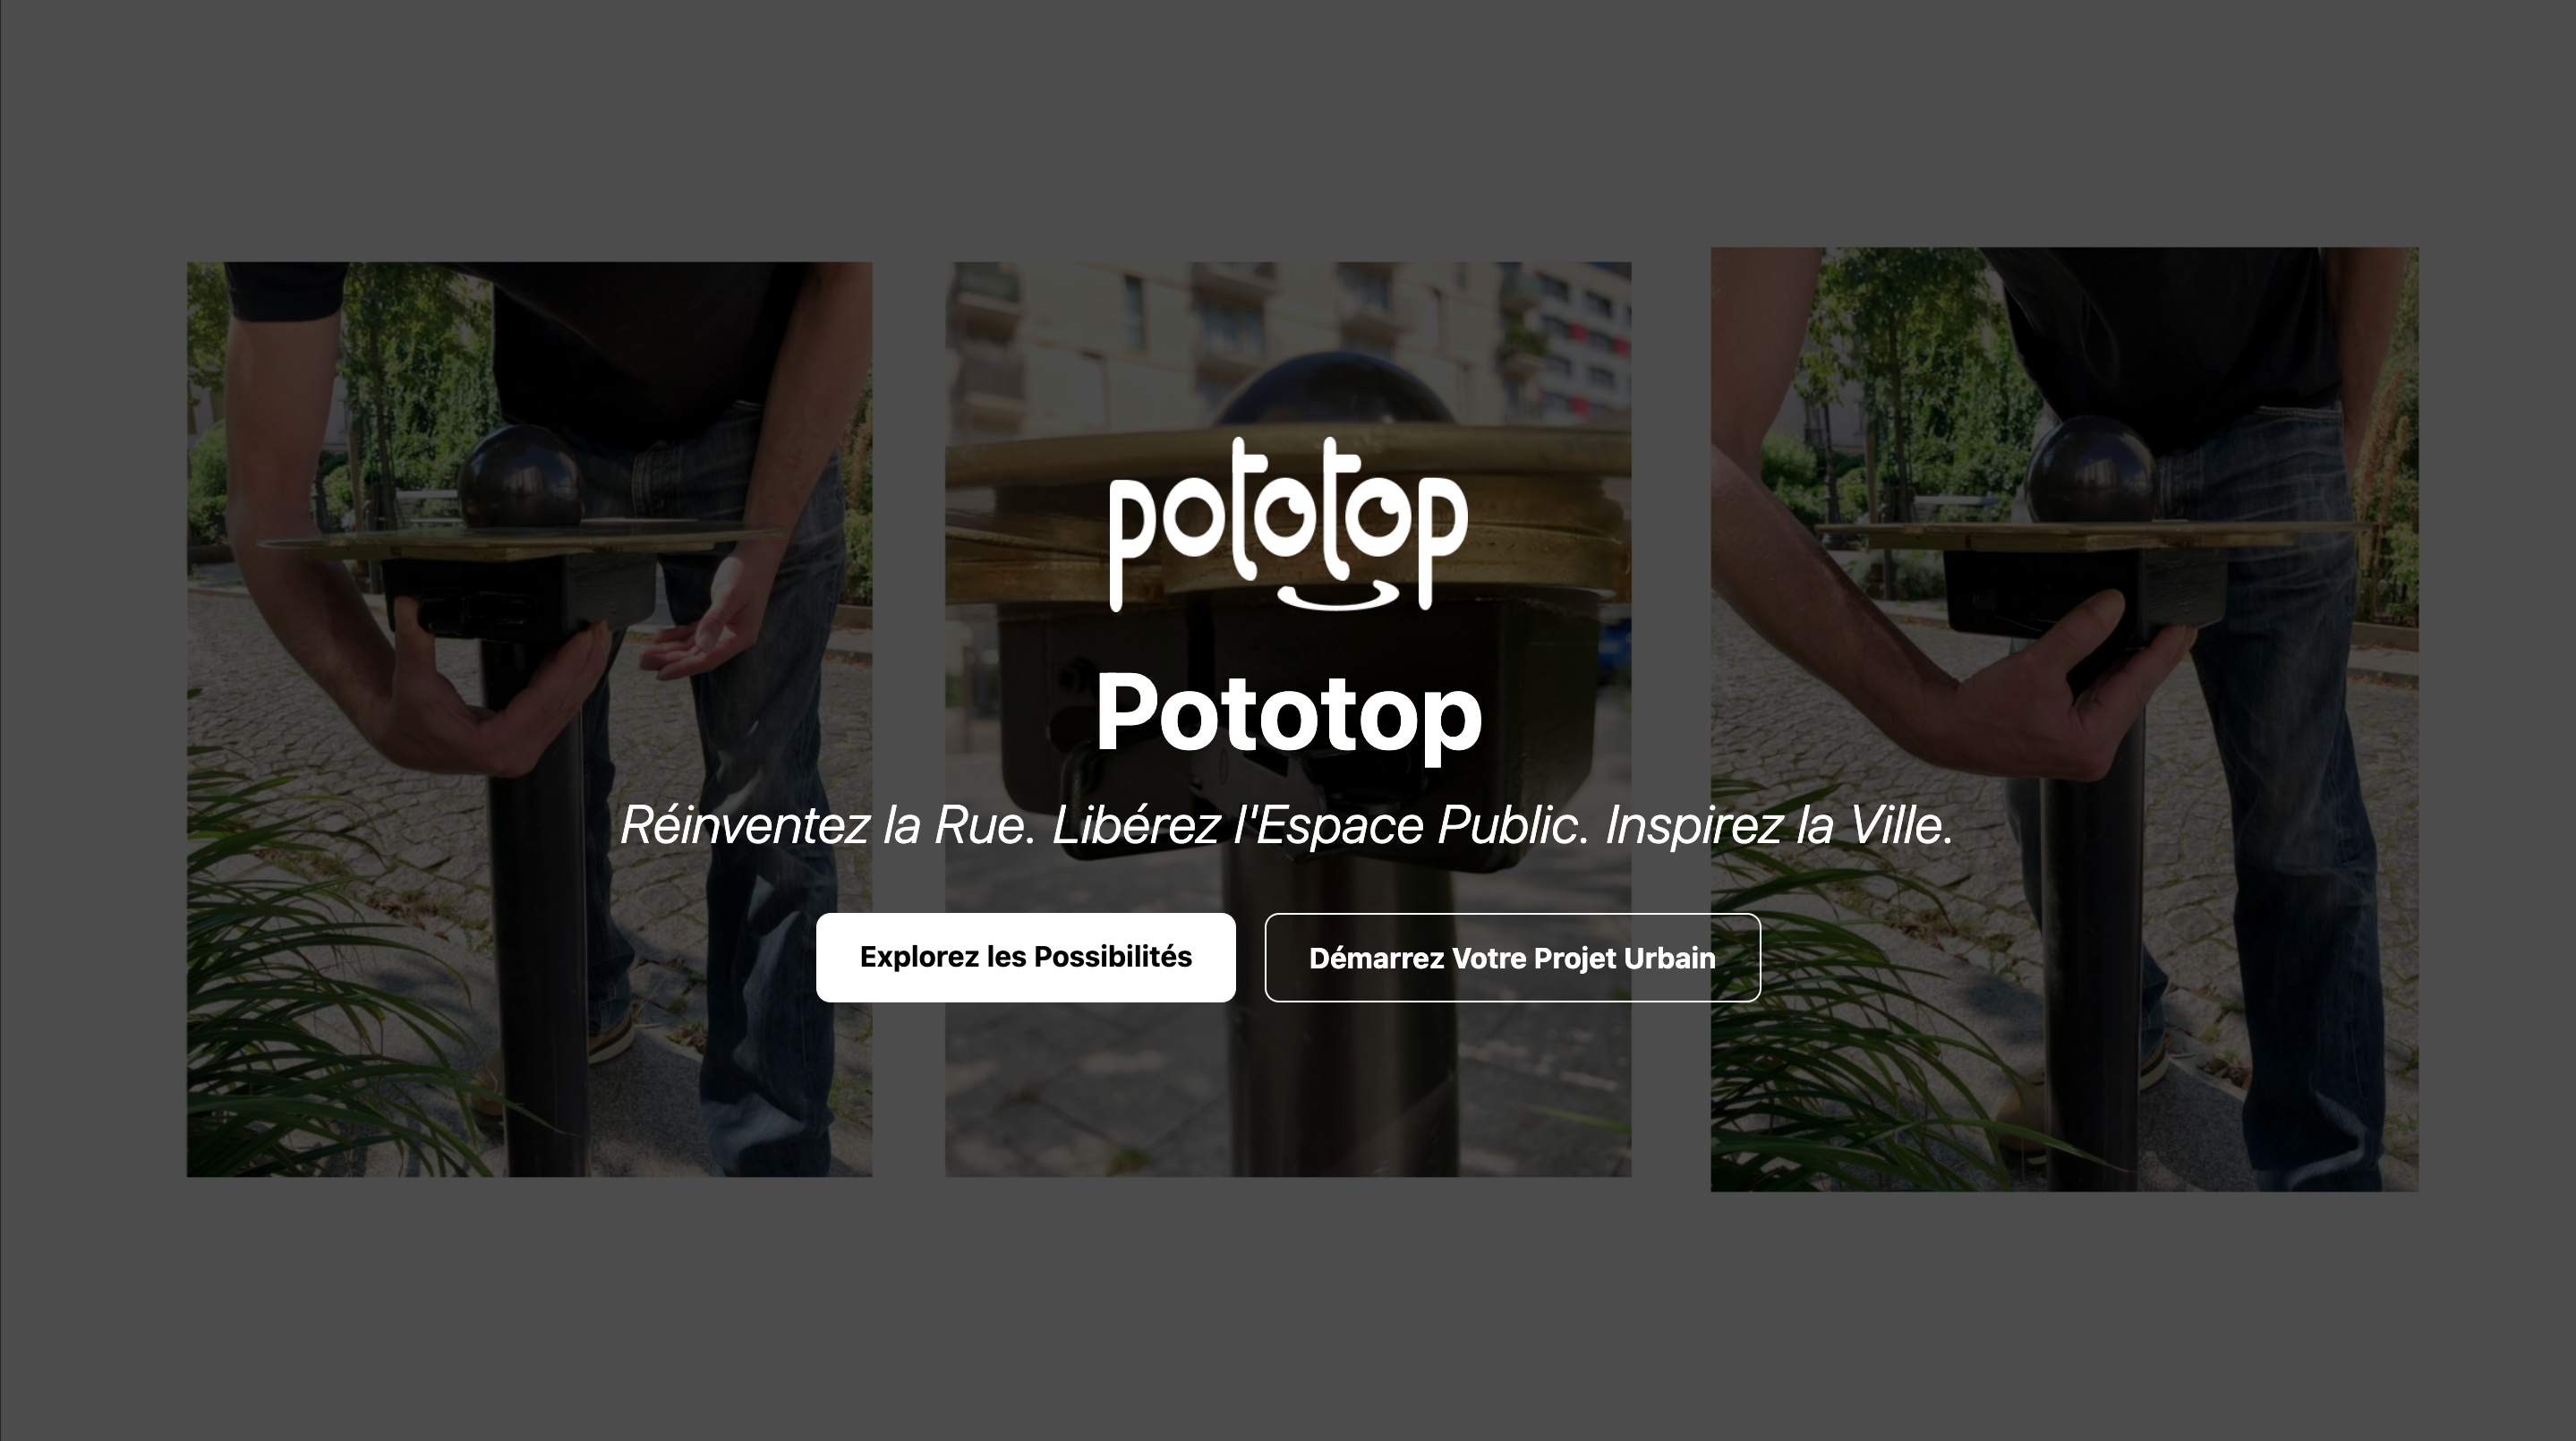 pototop
Pototop
Réinventez la Rue. Libérez l'Espace Public. Inspirez la Ville.
Explorez les Possibilités
Démarrez Votre Projet Urbain